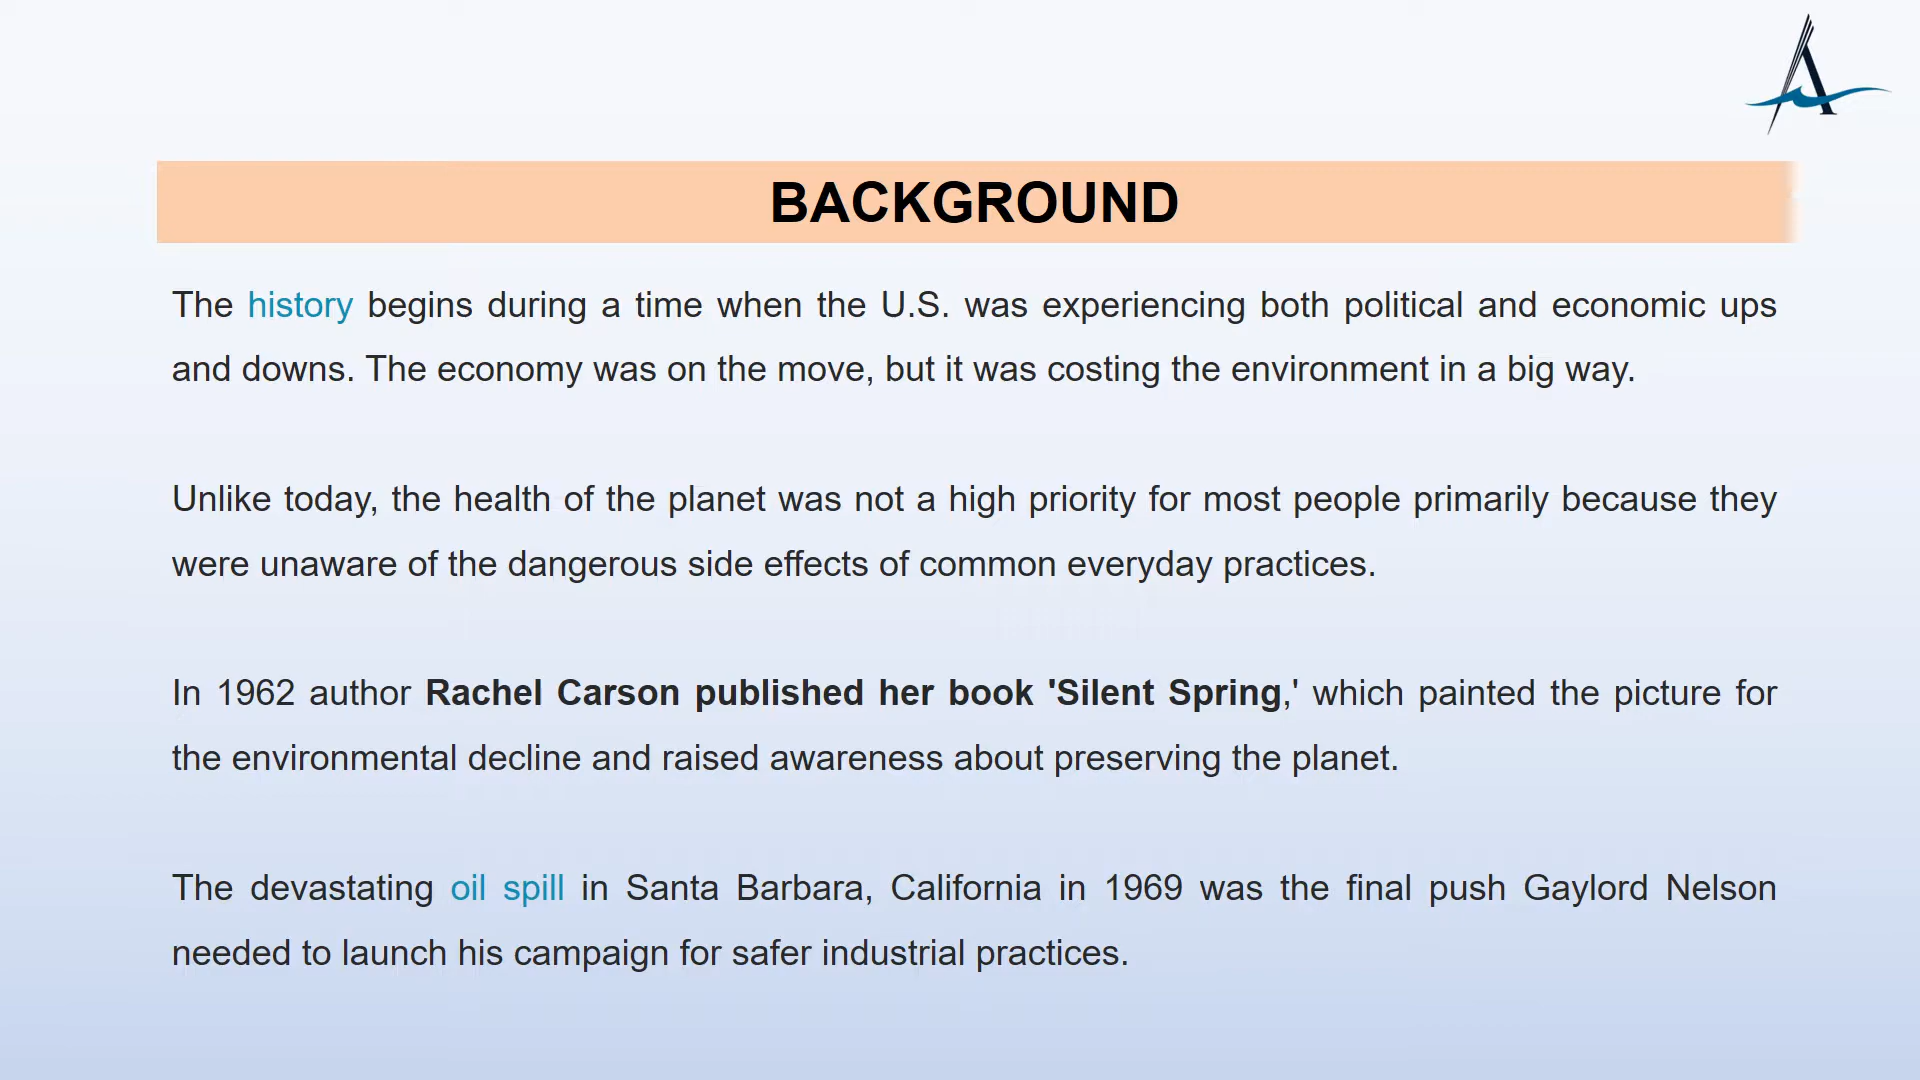 BACKGROUND
The history begins during a time when the U.S. was experiencing both political and economic ups
and downs. The economy was on the move, but it was costing the environment in a big way.
Unlike today, the health of the planet was not a high priority for most people primarily because they
were unaware of the dangerous side effects of common everyday practices.
In 1962 author Rachel Carson published her book 'Silent Spring,' which painted the picture for
the environmental decline and raised awareness about preserving the planet.
The devastating oil spill in Santa Barbara, California in 1969 was the final push Gaylord Nelson
needed to launch his campaign for safer industrial practices.